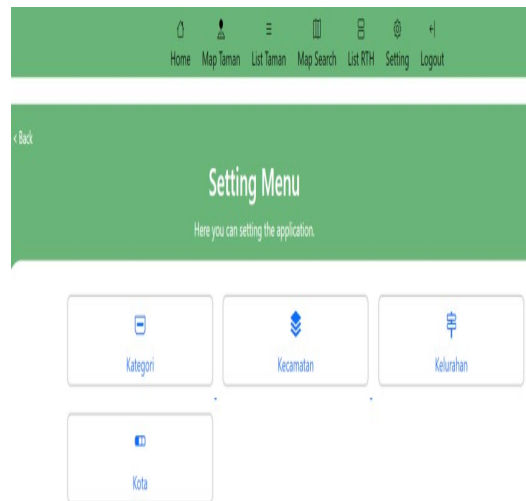 Home Map Taman List Taman Map Search List RTH Setting Logout
< Back
Setting Menu
Here you can setting the application.
Kategori Kecamatan Kelurahan
Kota